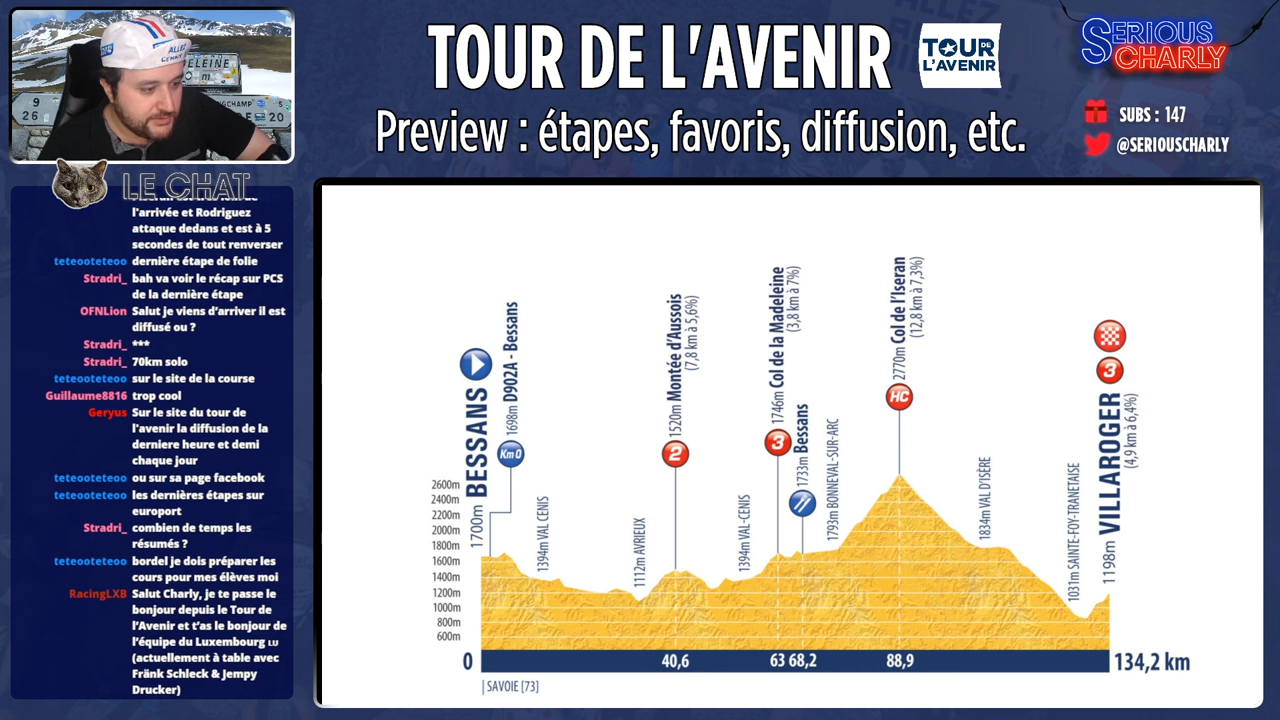 TOUR DE L'AVENIR
TOUR DE L'AVENIR
Preview : étapes, favoris, diffusion, etc.
SERIOUS
CHARLY
SUBS : 147
@SERIOUSCHARLY
ALLEZ
DELEINE
m
9
26
NGCHAMP
5
20
LE CHAT
l'arrivée et Rodriguez
attaque dedans et est à 5
secondes de tout renverser
teteooteteoo dernière étape de folie
Stradri_ bah va voir le récap sur PCS
de la dernière étape
OFNLion Salut je viens d'arriver il est
diffusé ou ?
Stradri_ ***
Stradri_ 70km solo
teteooteteoo sur le site de la course
Guillaume8816 trop cool
Geryus Sur le site du tour de
l'avenir la diffusion de la
derniere heure et demi
chaque jour
teteooteteoo ou sur sa page facebook
teteooteteoo les dernières étapes sur
europort
Stradri_ combien de temps les
résumés ?
teteooteteoo bordel je dois préparer les
cours pour mes élèves moi
RacingLXB Salut Charly, je te passe le
bonjour depuis le Tour de
l'Avenir et t'as le bonjour de
l'équipe du Luxembourg LU
(actuellement à table avec
Fränk Schleck & Jempy
Drucker)
1700m BESSANS
1698m D902A - Bessans
Km 0
1394m VAL CENIS
1112m AVRIEUX
1520m Montée d'Aussois
(7,8 km à 5,6%)
2
1394m VAL-CENIS
1746m Col de la Madeleine
(3,8 km à 7%)
3
1733m Bessans
1793m BONNEVAL-SUR-ARC
2770m Col de l'Iseran
(12,8 km à 7,3%)
HC
1834m VAL D'ISÈRE
1031m SAINTE-FOY-TRANETAISE
1198m VILLAROGER
(4,9 km à 6,4%)
3
2600m
2400m
2200m
2000m
1800m
1600m
1400m
1200m
1000m
800m
600m
0 40,6 63 68,2 88,9 134,2 km
| SAVOIE [73]